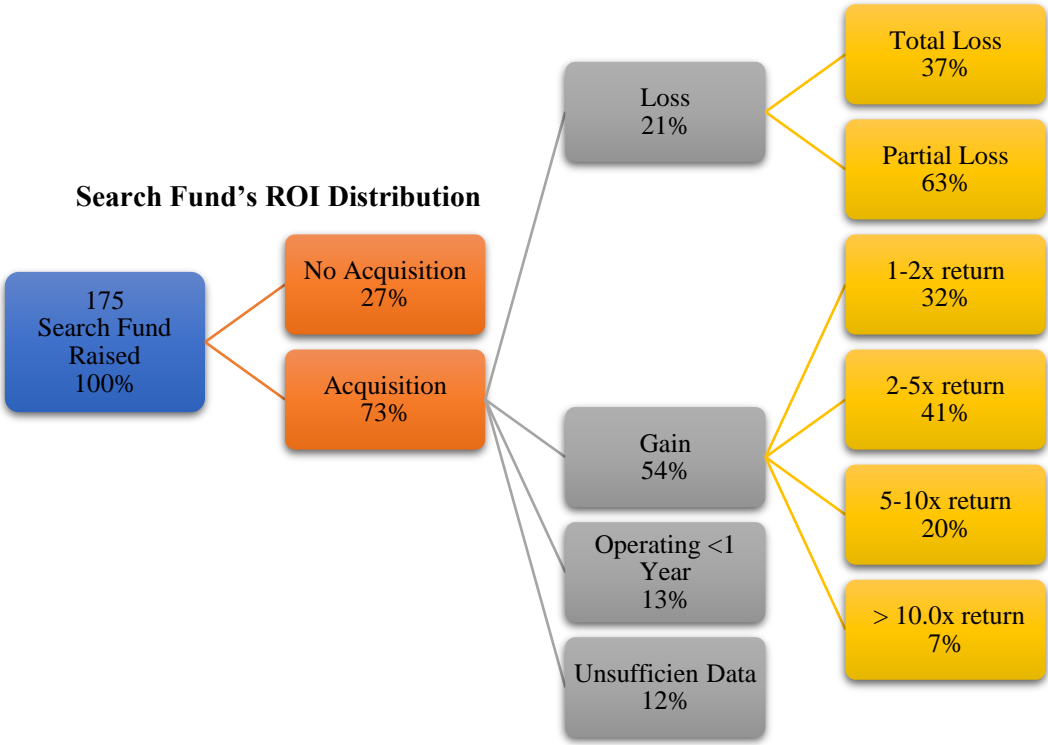 Search Fund’s ROI Distribution
175
Search Fund
Raised
100%
No Acquisition
27%
Acquisition
73%
Loss
21%
Gain
54%
Operating <1
Year
13%
Unsufficien Data
12%
Total Loss
37%
Partial Loss
63%
1-2x return
32%
2-5x return
41%
5-10x return
20%
> 10.0x return
7%